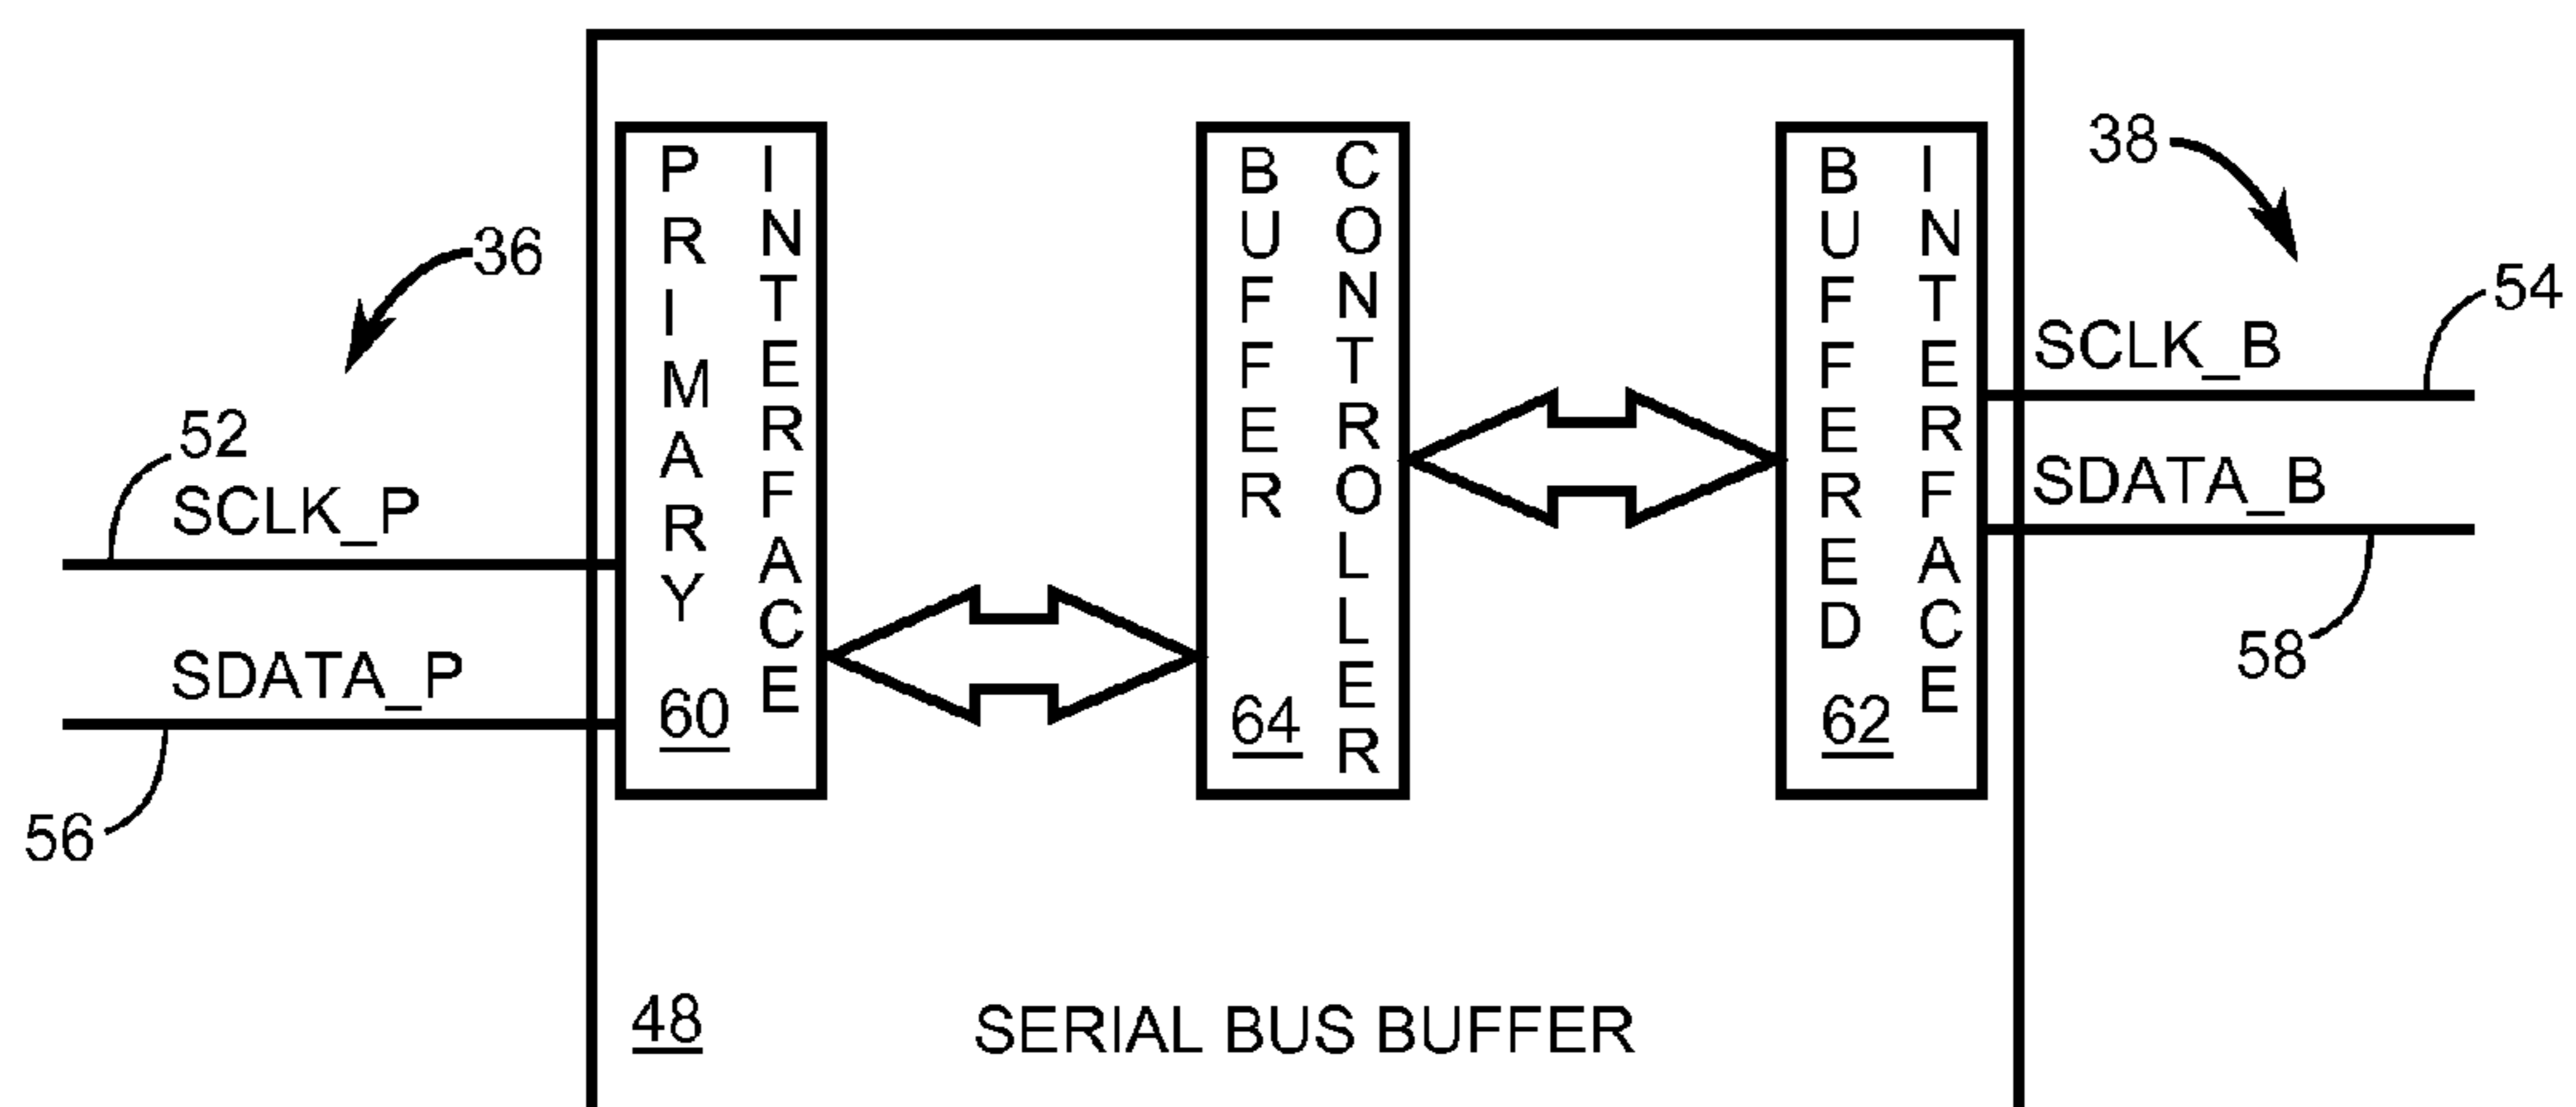 36
52
SCLK_P
SDATA_P
56
PRIMARY
INTERFACE
60
BUFFER
CONTROLLER
64
BUFFERED
INTERFACE
62
38
54
SCLK_B
SDATA_B
58
48
SERIAL BUS BUFFER